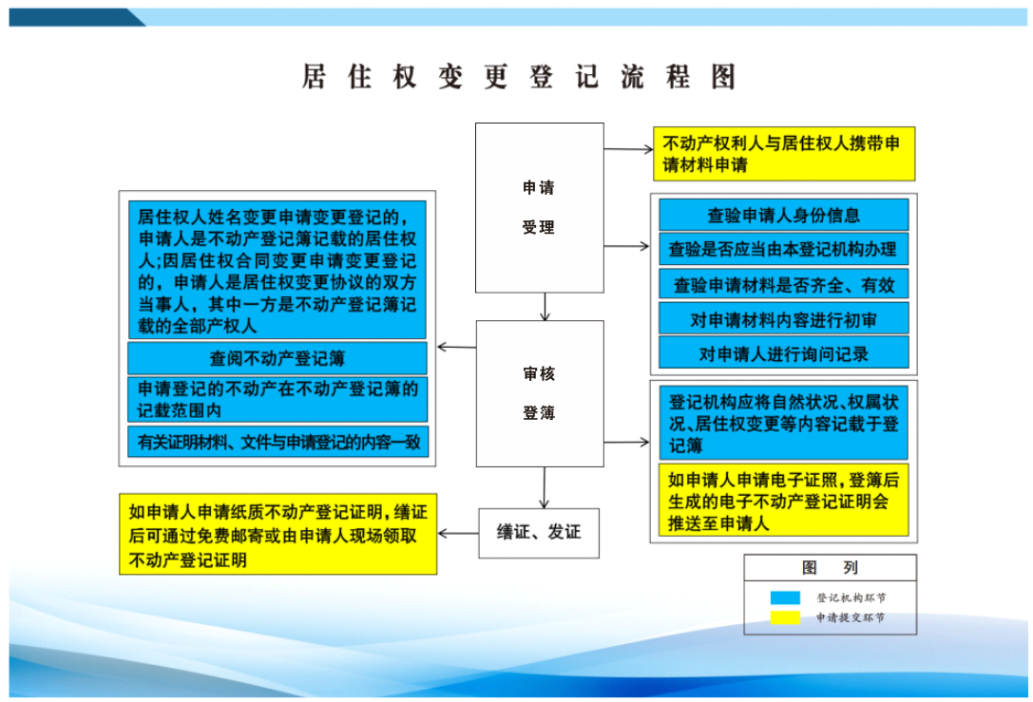 居住权变更登记流程图
申请
受理
不动产权利人与居住权人携带申
请材料申请
查验申请人身份信息
查验是否应当由本登记机构办理
查验申请材料是否齐全、有效
对申请材料内容进行初审
对申请人进行询问记录
居住权人姓名变更申请变更登记的，
申请人是不动产登记簿记载的居住权
人;因居住权合同变更申请变更登记
的，申请人是居住权变更协议的双方
当事人，其中一方是不动产登记簿记
载的全部产权人
查阅不动产登记簿
申请登记的不动产在不动产登记簿的
记载范围内
有关证明材料、文件与申请登记的内容一致
审核
登簿
登记机构应将自然状况、权属状
况、居住权变更等内容记载于登
记簿
如申请人申请电子证照，登簿后
生成的电子不动产登记证明会
推送至申请人
缮证、发证
如申请人申请纸质不动产登记证明，缮证
后可通过免费邮寄或由申请人现场领取
不动产登记证明
图 列
登记机构环节
申请提交环节